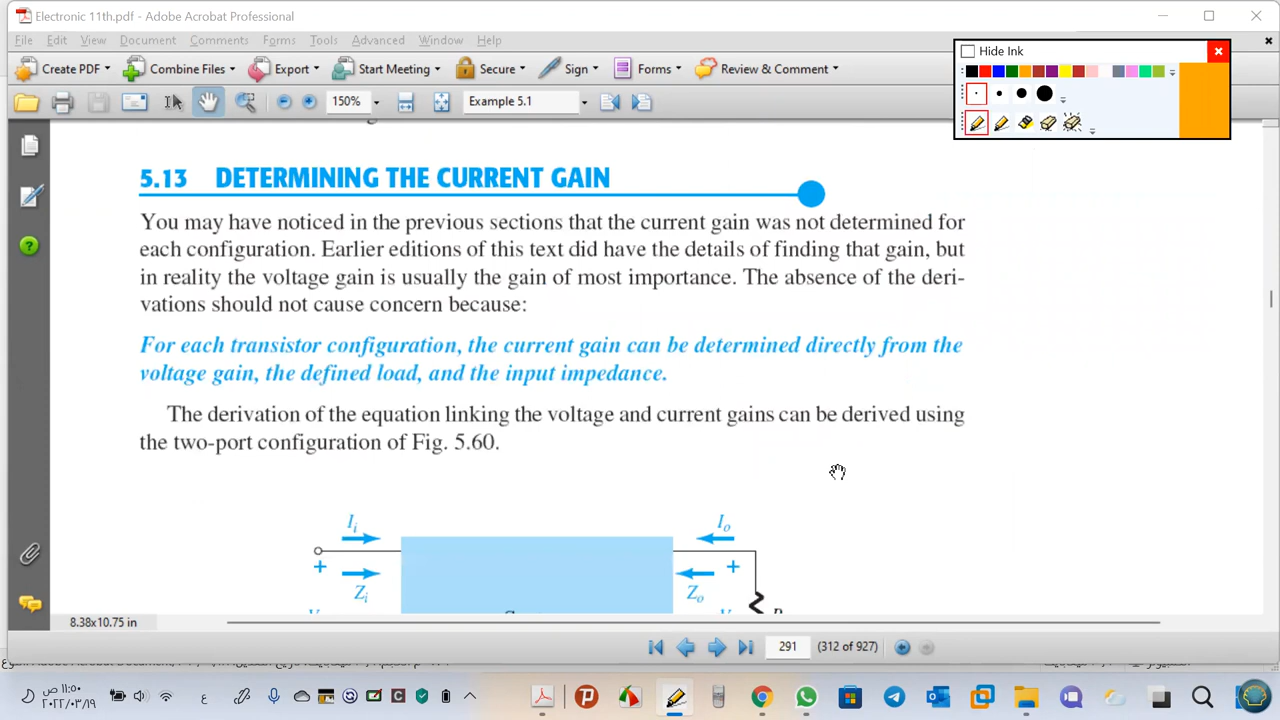 Electronic 11th.pdf - Adobe Acrobat Professional
File Edit View Document Comments Forms Tools Advanced Window Help
Hide Ink
Create PDF Combine Files Export Start Meeting Secure Sign Forms Review & Comment
150% Example 5.1
5.13 DETERMINING THE CURRENT GAIN
You may have noticed in the previous sections that the current gain was not determined for
each configuration. Earlier editions of this text did have the details of finding that gain, but
in reality the voltage gain is usually the gain of most importance. The absence of the deri-
vations should not cause concern because:
For each transistor configuration, the current gain can be determined directly from the
voltage gain, the defined load, and the input impedance.
The derivation of the equation linking the voltage and current gains can be derived using
the two-port configuration of Fig. 5.60.
Ii Io
+ +
Zi Zo
8.38x10.75 in
291 (312 of 927)
١١:٥٠ ص
٢٠٢٢/٠٣/١٩
ع